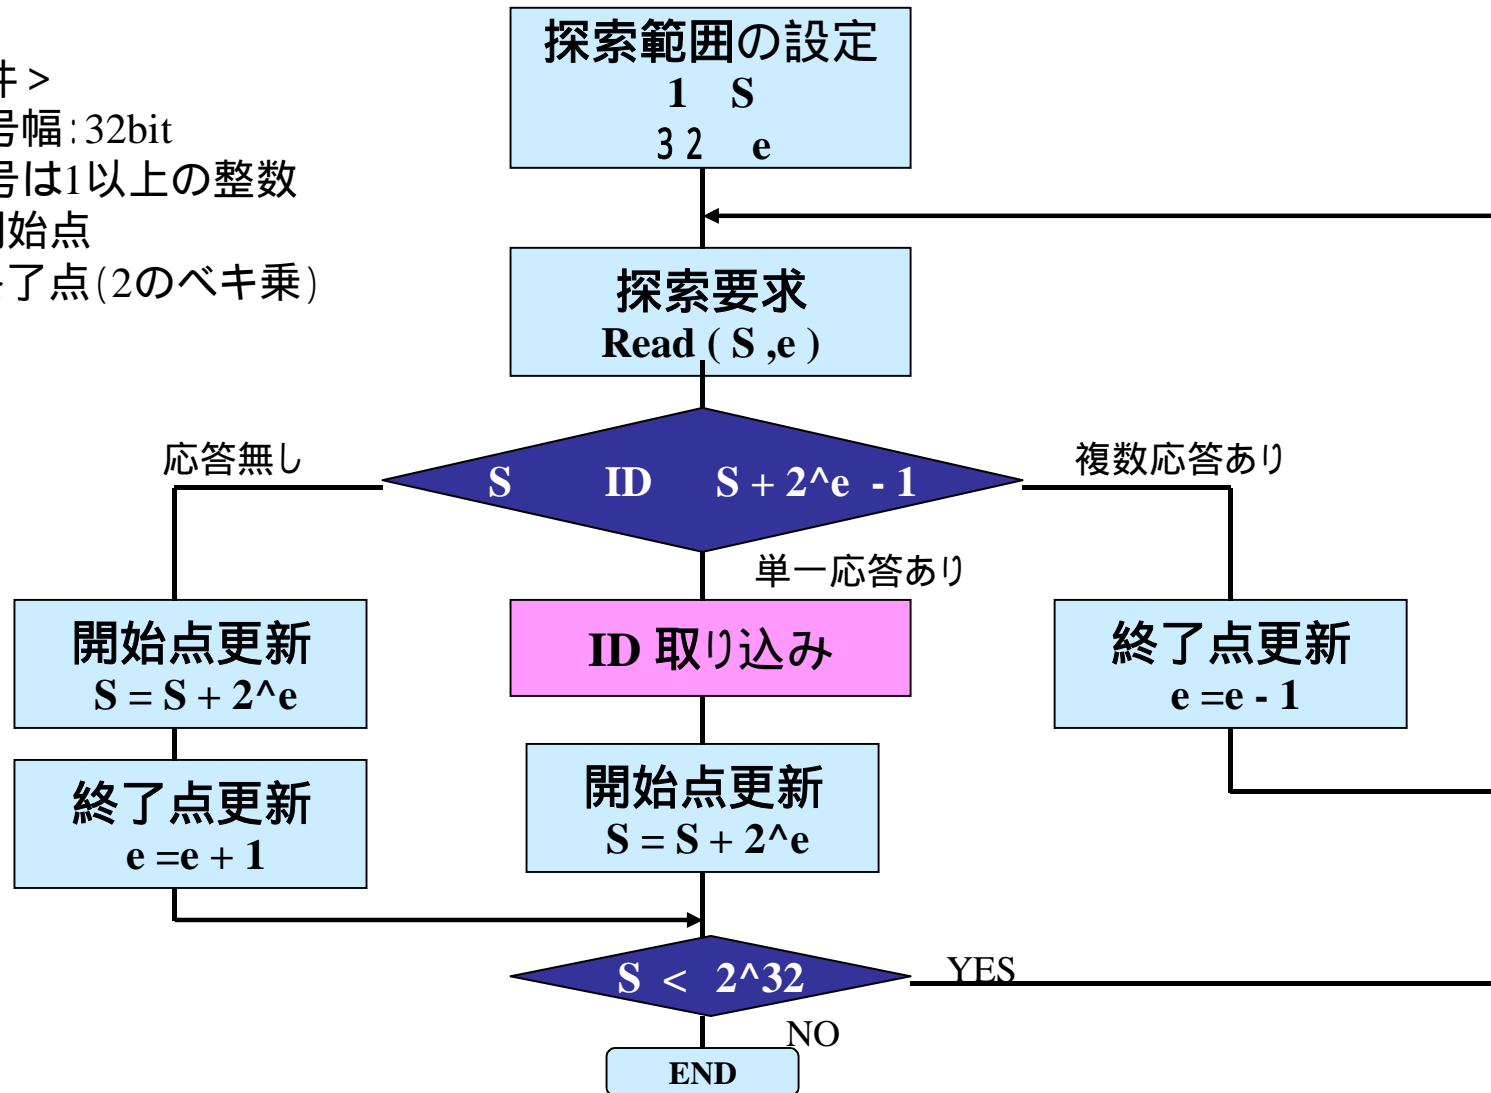 探索範囲の設定
1 S
32 e
件>
号幅:32bit
号は1以上の整数
開始点
終了点(2のべキ乗)
探索要求
Read ( S ,e )
応答無し
S ID S + 2^e - 1
複数応答あり
単一応答あり
開始点更新
S = S + 2^e
ID 取り込み
終了点更新
e =e - 1
終了点更新
e =e + 1
開始点更新
S = S + 2^e
S < 2^32
YES
NO
END